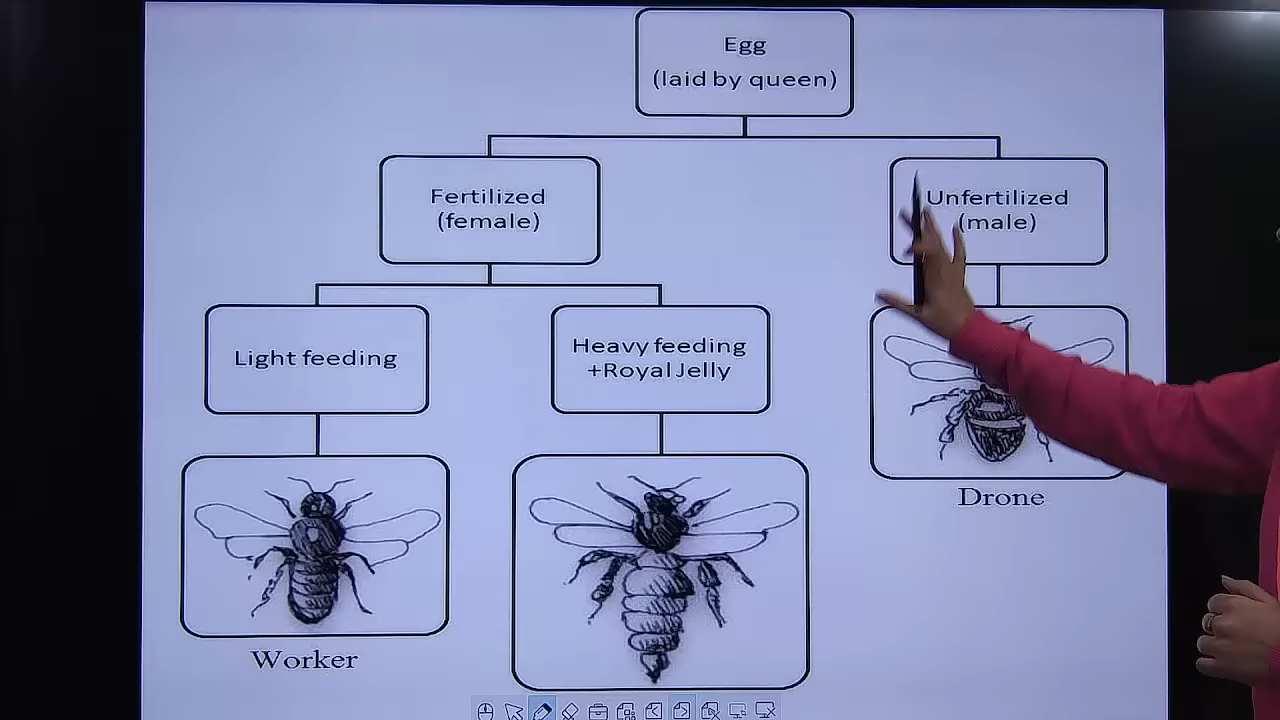 Egg
(laid by queen)
Fertilized
(female)
Unfertilized
(male)
Light feeding
Heavy feeding
+Royal Jelly
Drone
Worker